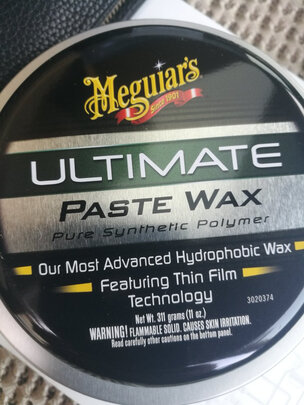 Meguiar's
Since 1901
ULTIMATE
PASTE WAX
Pure Synthetic Polymer
Our Most Advanced Hydrophobic Wax
Featuring Thin Film
Technology
3020374
Net Wt. 311 grams (11 oz.)
WARNING! FLAMMABLE SOLID. CAUSES SKIN IRRITATION.
Read carefully other cautions on the bottom panel.